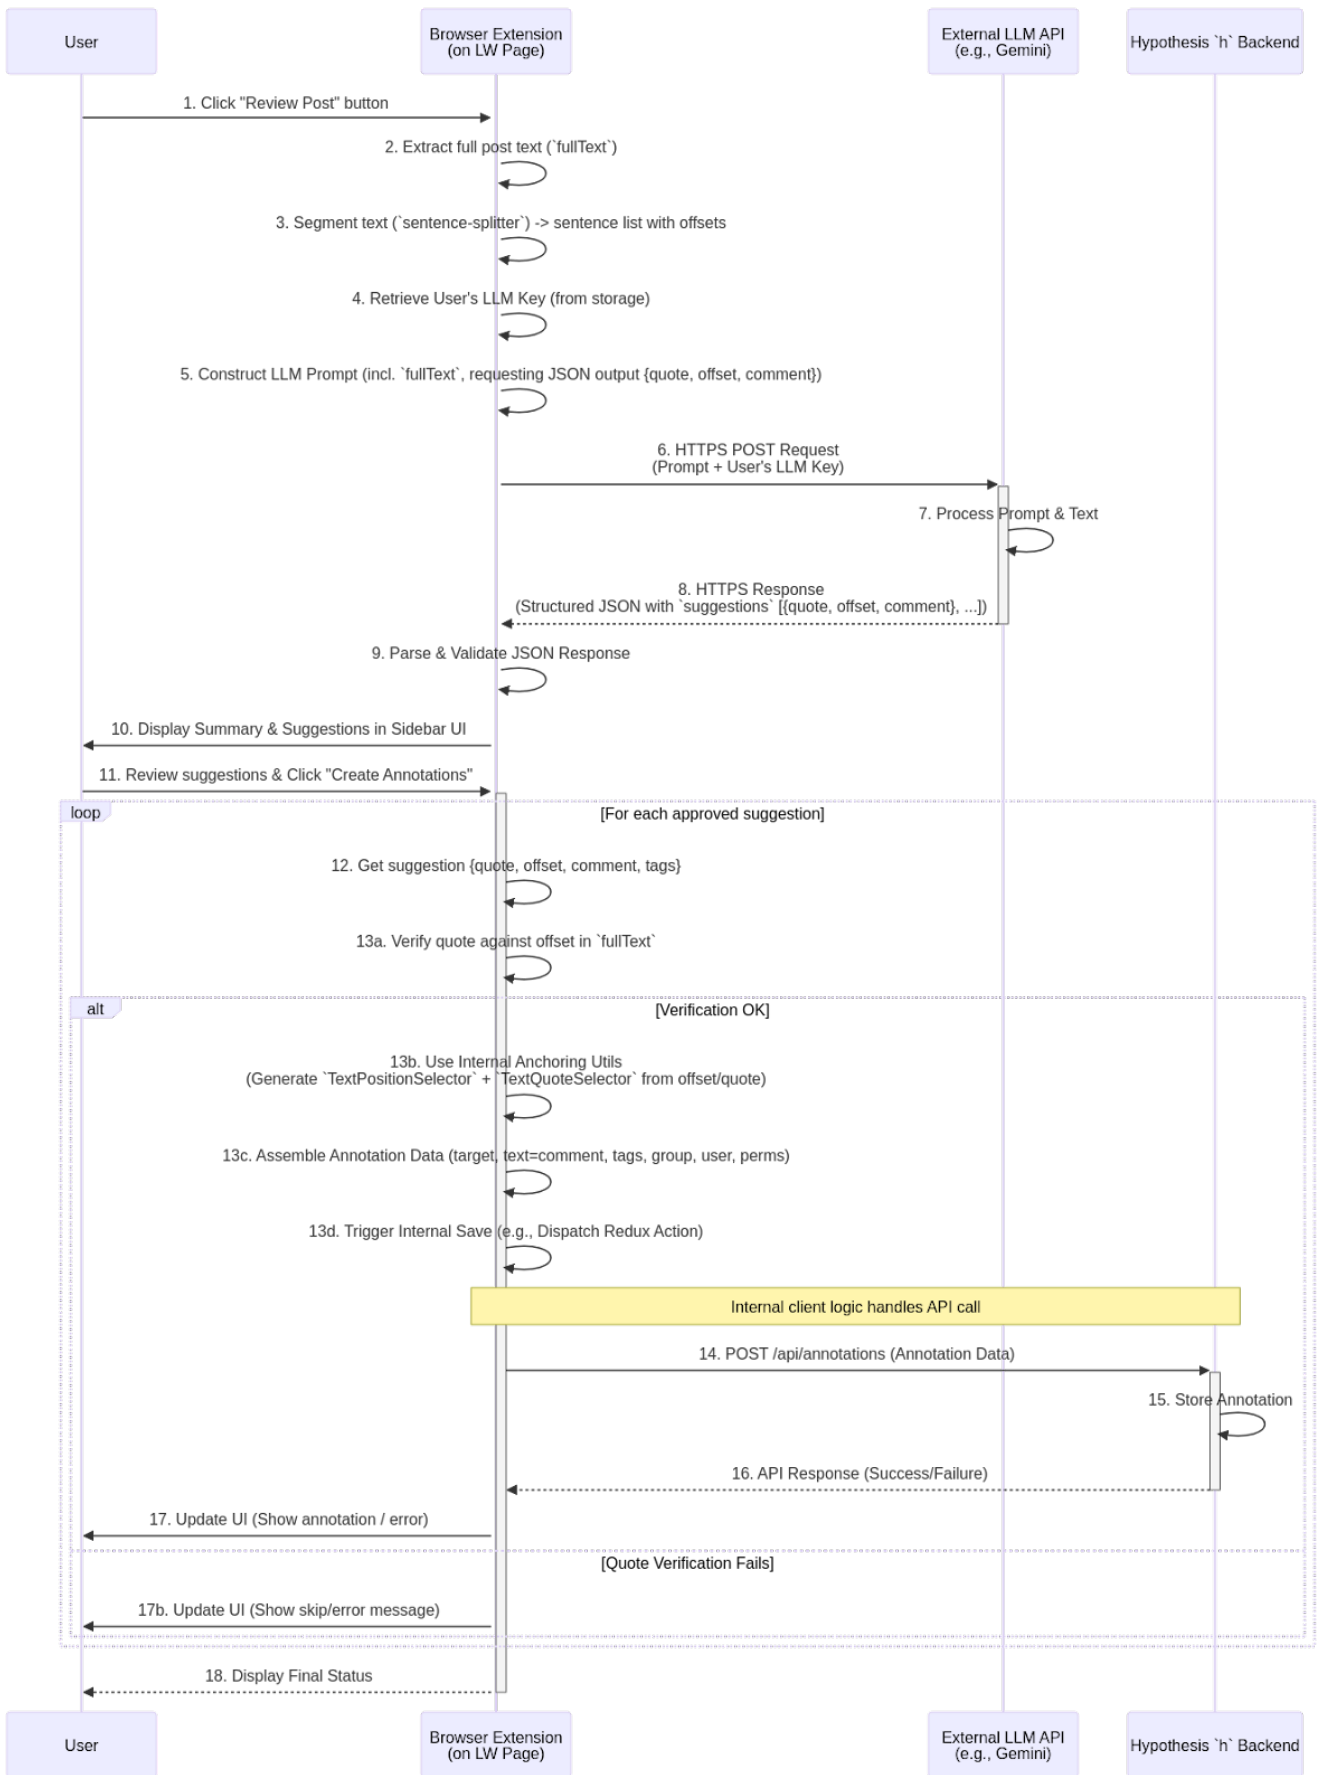 User
Browser Extension
(on LW Page)
External LLM API
(e.g., Gemini)
Hypothesis `h` Backend
1. Click "Review Post" button
2. Extract full post text (`fullText`)
3. Segment text (`sentence-splitter`) -> sentence list with offsets
4. Retrieve User's LLM Key (from storage)
5. Construct LLM Prompt (incl. `fullText`, requesting JSON output {quote, offset, comment})
6. HTTPS POST Request
(Prompt + User's LLM Key)
7. Process Prompt & Text
8. HTTPS Response
(Structured JSON with `suggestions` [{quote, offset, comment}, ...])
9. Parse & Validate JSON Response
10. Display Summary & Suggestions in Sidebar UI
11. Review suggestions & Click "Create Annotations"
loop
[For each approved suggestion]
12. Get suggestion {quote, offset, comment, tags}
13a. Verify quote against offset in `fullText`
alt
[Verification OK]
13b. Use Internal Anchoring Utils
(Generate `TextPositionSelector` + `TextQuoteSelector` from offset/quote)
13c. Assemble Annotation Data (target, text=comment, tags, group, user, perms)
13d. Trigger Internal Save (e.g., Dispatch Redux Action)
Internal client logic handles API call
14. POST /api/annotations (Annotation Data)
15. Store Annotation
16. API Response (Success/Failure)
17. Update UI (Show annotation / error)
[Quote Verification Fails]
17b. Update UI (Show skip/error message)
18. Display Final Status
User
Browser Extension
(on LW Page)
External LLM API
(e.g., Gemini)
Hypothesis `h` Backend